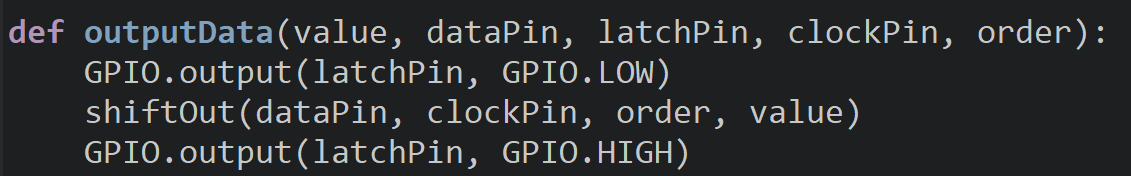 def outputData(value, dataPin, latchPin, clockPin, order):
    GPIO.output(latchPin, GPIO.LOW)
    shiftOut(dataPin, clockPin, order, value)
    GPIO.output(latchPin, GPIO.HIGH)